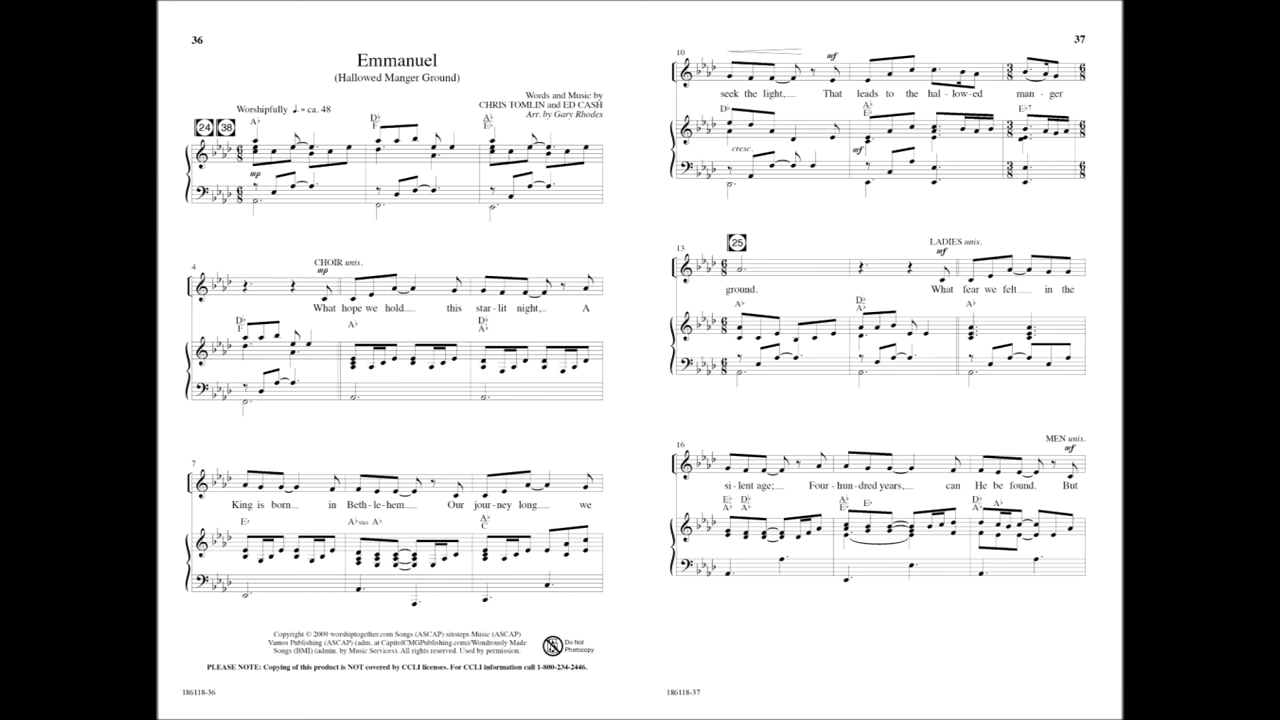 36
Emmanuel
(Hallowed Manger Ground)
Words and Music by
CHRIS TOMLIN and ED CASH
Arr. by Gary Rhodes
Worshipfully ♩. = ca. 48
24 38
A♭ D♭/F A♭/E♭
mp
4
CHOIR unis.
mp
What hope we hold this star - lit night, A
D♭/F A♭ D♭/A♭
7
King is born in Beth - le - hem. Our jour - ney long we
E♭ A♭sus A♭ A♭/C
Copyright © 2009 worshiptogether.com Songs (ASCAP) sixsteps Music (ASCAP)
Vamos Publishing (ASCAP) (adm. at CapitolCMGPublishing.com)/Wondrously Made
Songs (BMI) (admin. by Music Services). All rights reserved. Used by permission.
Do Not
Photocopy
PLEASE NOTE: Copying of this product is NOT covered by CCLI licenses. For CCLI information call 1-800-234-2446.
186118-36
37
10
mf
seek the light, That leads to the hal - low - ed man - ger
D♭ A♭/E♭ E♭7
cresc. mf
13
25
LADIES unis.
mf
ground. What fear we felt in the
A♭ D♭/A♭ A♭
16
MEN unis.
mf
si - lent age; Four - hun - dred years, can He be found. But
E♭/A♭ D♭/A♭ A♭/E♭ E♭ D♭/A♭ A♭
186118-37